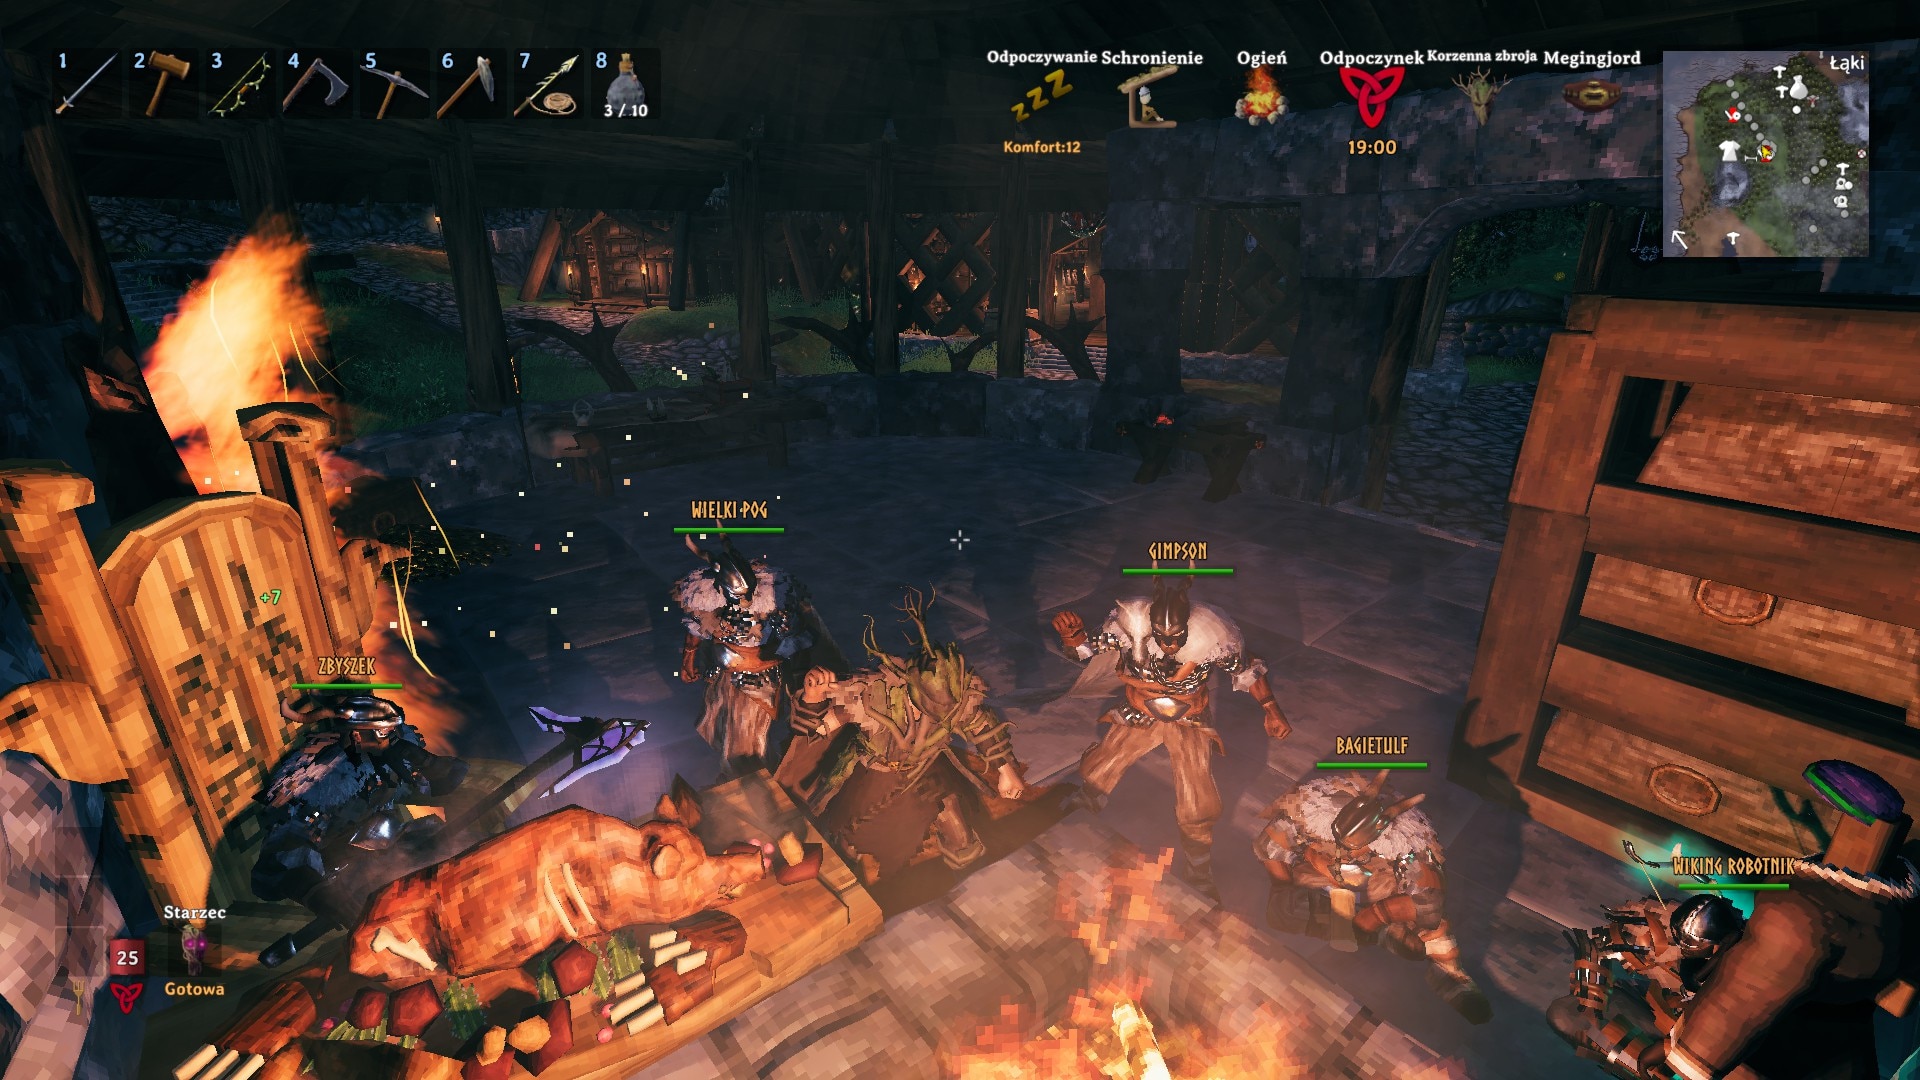 1 2 3 4 5 6 7 8
3 / 10
Odpoczywanie Schronienie Ogień Odpoczynek Korzenna zbroja Megingjord
Komfort:12
19:00
Łąki
WIELKI POG
GIMPSON
+7
ZBYSZEK
BAGIETULF
WIKING ROBOTNIK
Starzec
25
Gotowa